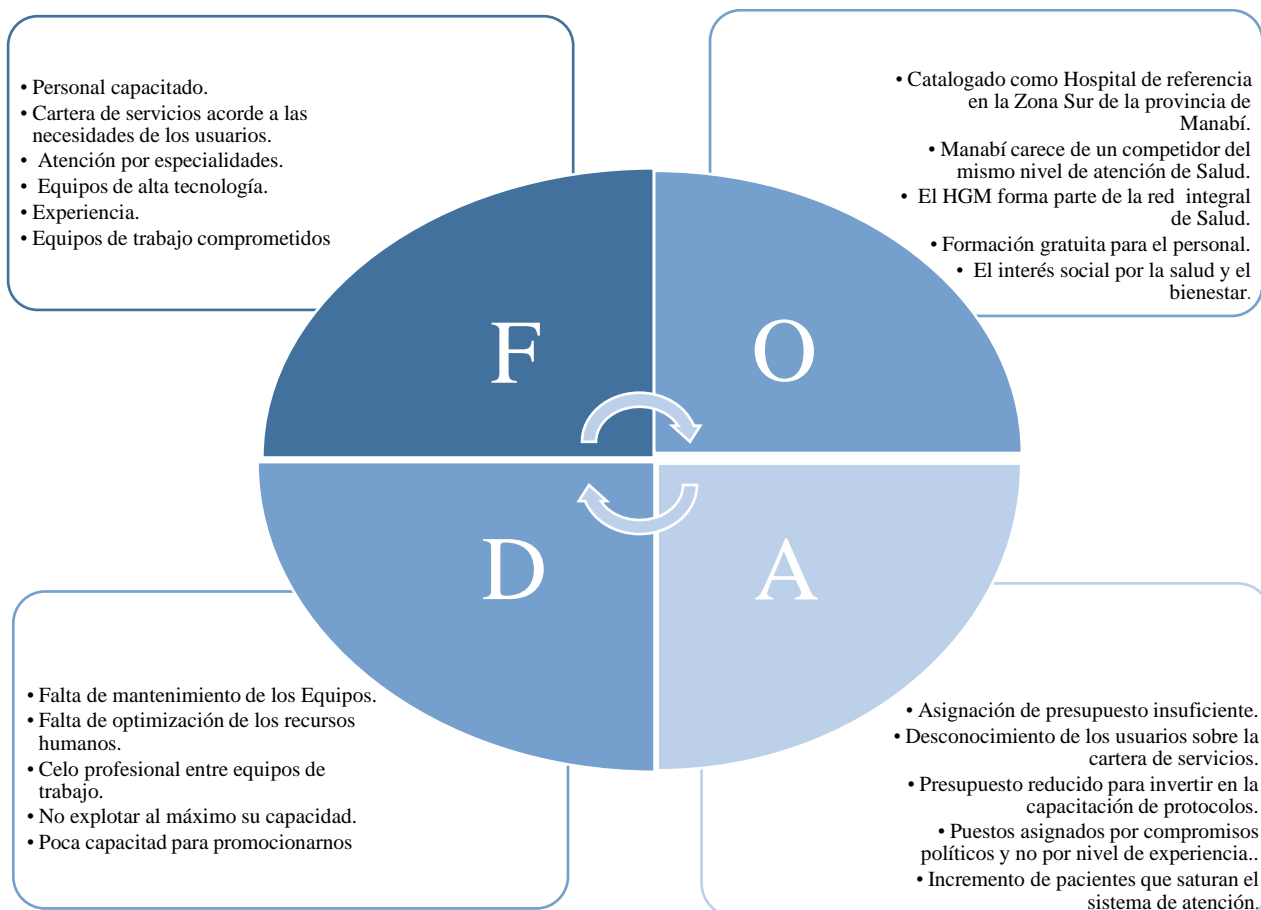 • Personal capacitado.
• Cartera de servicios acorde a las
necesidades de los usuarios.
• Atención por especialidades.
• Equipos de alta tecnología.
• Experiencia.
• Equipos de trabajo comprometidos
• Catalogado como Hospital de referencia
en la Zona Sur de la provincia de
Manabí.
• Manabí carece de un competidor del
mismo nivel de atención de Salud.
• El HGM forma parte de la red integral
de Salud.
• Formación gratuita para el personal.
• El interés social por la salud y el
bienestar.
F
O
D
A
• Falta de mantenimiento de los Equipos.
• Falta de optimización de los recursos
humanos.
• Celo profesional entre equipos de
trabajo.
• No explotar al máximo su capacidad.
• Poca capacitad para promocionarnos
• Asignación de presupuesto insuficiente.
• Desconocimiento de los usuarios sobre la
cartera de servicios.
• Presupuesto reducido para invertir en la
capacitación de protocolos.
• Puestos asignados por compromisos
políticos y no por nivel de experiencia..
• Incremento de pacientes que saturan el
sistema de atención.